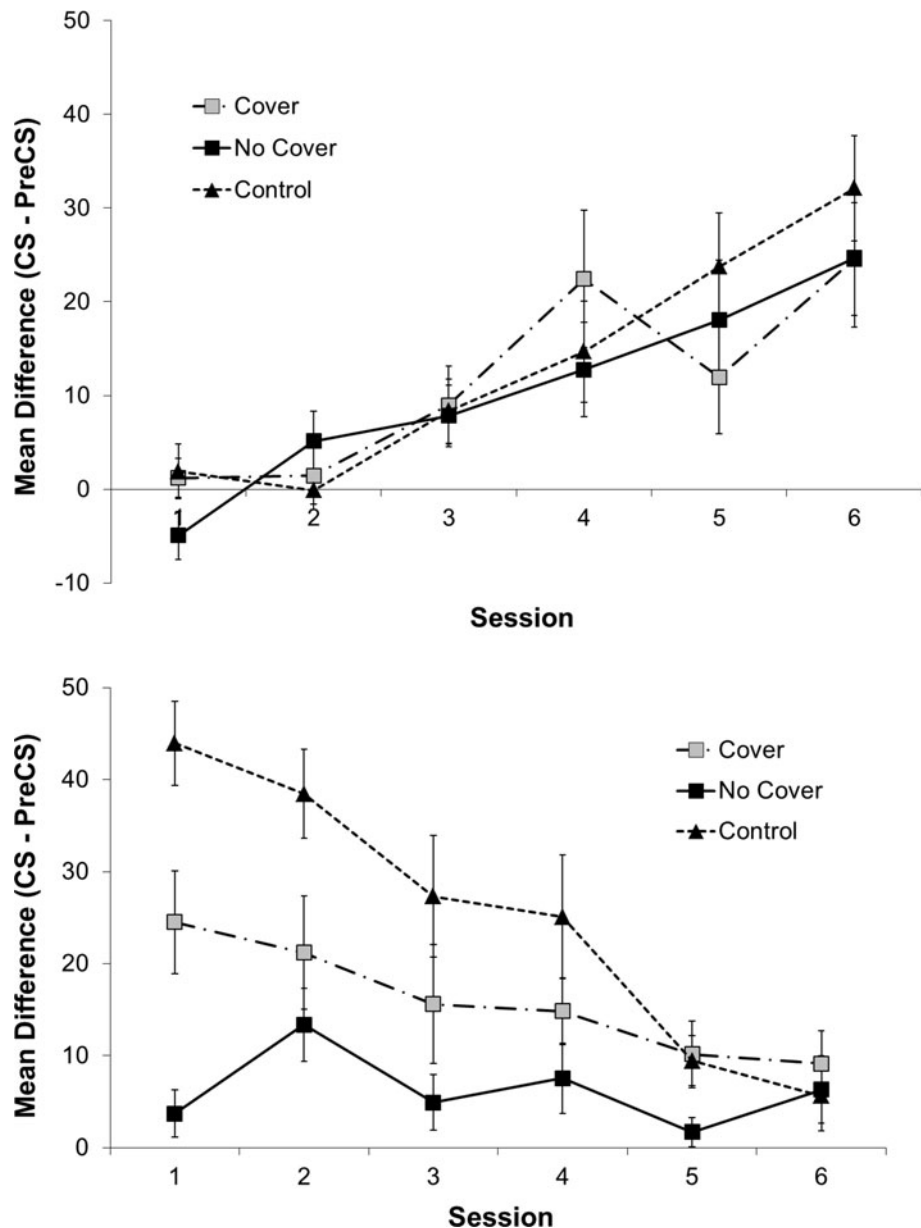 50
40
30
20
10
0
-10
Mean Difference (CS - PreCS)
Cover
No Cover
Control
1 2 3 4 5 6
Session
50
40
30
20
10
0
Mean Difference (CS - PreCS)
Cover
No Cover
Control
1 2 3 4 5 6
Session